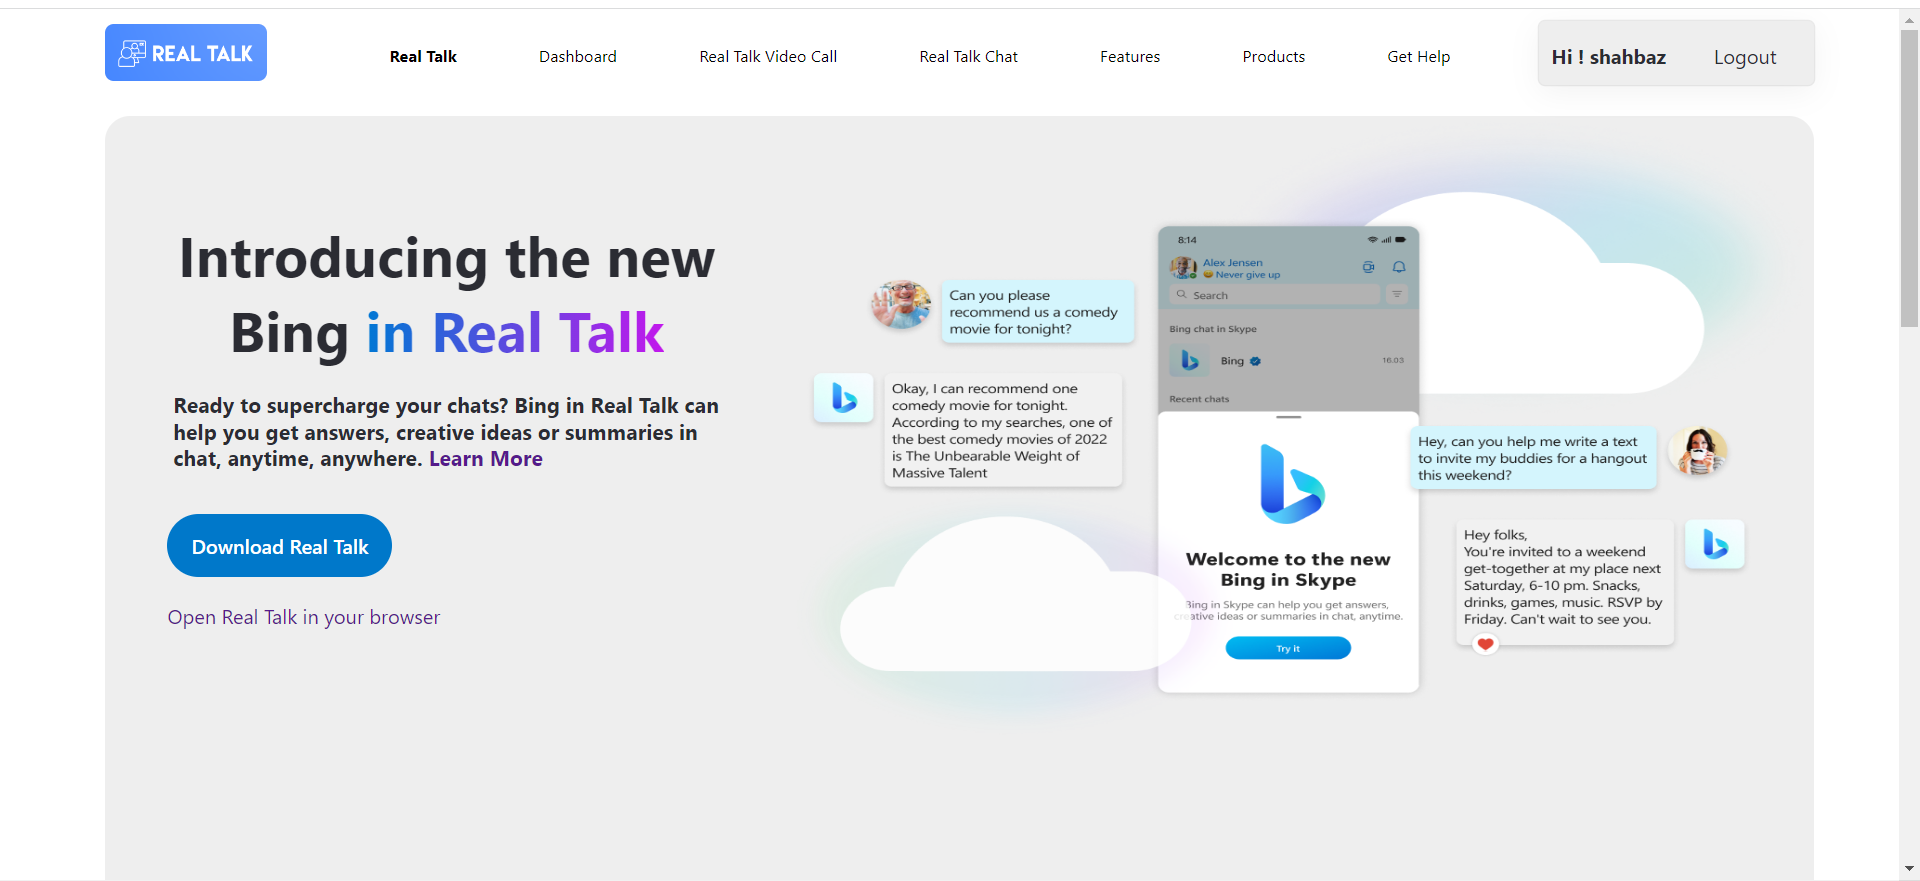 REAL TALK
Real Talk
Dashboard
Real Talk Video Call
Real Talk Chat
Features
Products
Get Help
Hi ! shahbaz
Logout
Introducing the new
Bing in Real Talk
Ready to supercharge your chats? Bing in Real Talk can
help you get answers, creative ideas or summaries in
chat, anytime, anywhere. Learn More
Download Real Talk
Open Real Talk in your browser
Can you please
recommend us a comedy
movie for tonight?
Okay, I can recommend one
comedy movie for tonight.
According to my searches, one of
the best comedy movies of 2022
is The Unbearable Weight of
Massive Talent
8:14
Alex Jensen
Never give up
Search
Bing chat in Skype
Bing
16.03
Recent chats
Welcome to the new
Bing in Skype
Bing in Skype can help you get answers,
creative ideas or summaries in chat, anytime.
Try it
Hey, can you help me write a text
to invite my buddies for a hangout
this weekend?
Hey folks,
You're invited to a weekend
get-together at my place next
Saturday, 6-10 pm. Snacks,
drinks, games, music. RSVP by
Friday. Can't wait to see you.